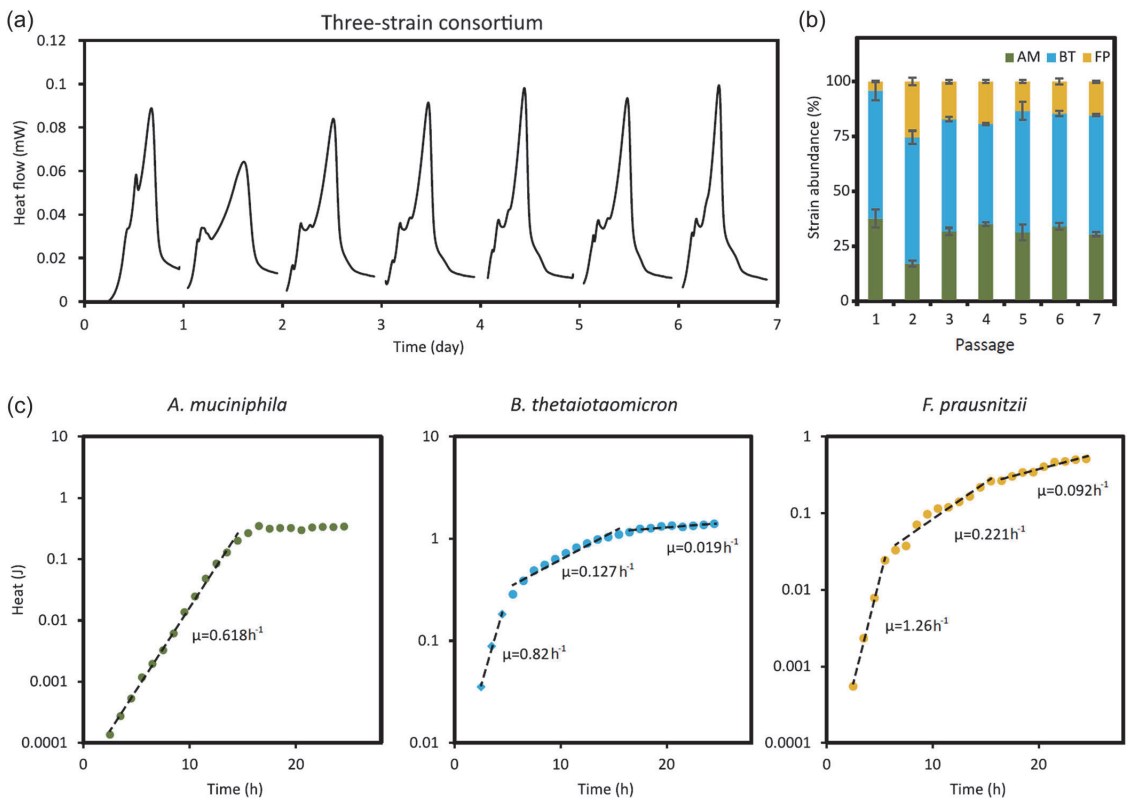 (a)
Three-strain consortium
0.12
0.1
0.08
0.06
0.04
0.02
0
Heat flow (mW)
0 1 2 3 4 5 6 7
Time (day)
(b)
AM BT FP
100
75
50
25
0
Strain abundance (%)
1 2 3 4 5 6 7
Passage
(c)
A. muciniphila
10
1
0.1
0.01
0.001
0.0001
Heat (J)
μ=0.618h⁻¹
0 10 20
Time (h)
B. thetaiotaomicron
10
1
0.1
0.01
μ=0.019h⁻¹
μ=0.127h⁻¹
μ=0.82h⁻¹
0 10 20
Time (h)
F. prausnitzii
1
0.1
0.01
0.001
0.0001
μ=0.092h⁻¹
μ=0.221h⁻¹
μ=1.26h⁻¹
0 10 20
Time (h)